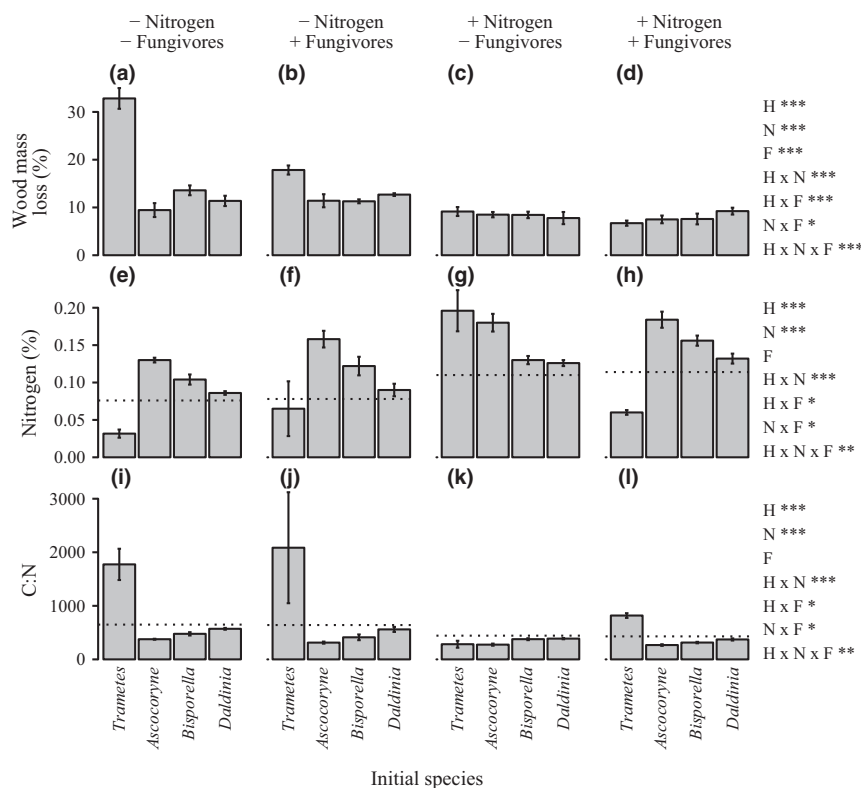 − Nitrogen − Nitrogen + Nitrogen + Nitrogen
− Fungivores + Fungivores − Fungivores + Fungivores
(a) (b) (c) (d)
Wood mass
loss (%)
30
20
10
0
H ***
N ***
F ***
H x N ***
H x F ***
N x F *
H x N x F ***
(e) (f) (g) (h)
Nitrogen (%)
0.20
0.15
0.10
0.05
0.00
H ***
N ***
F
H x N ***
H x F *
N x F *
H x N x F **
(i) (j) (k) (l)
C:N
3000
2000
1000
0
H ***
N ***
F
H x N ***
H x F *
N x F *
H x N x F **
Trametes Ascocoryne Bisporella Daldinia Trametes Ascocoryne Bisporella Daldinia Trametes Ascocoryne Bisporella Daldinia Trametes Ascocoryne Bisporella Daldinia
Initial species